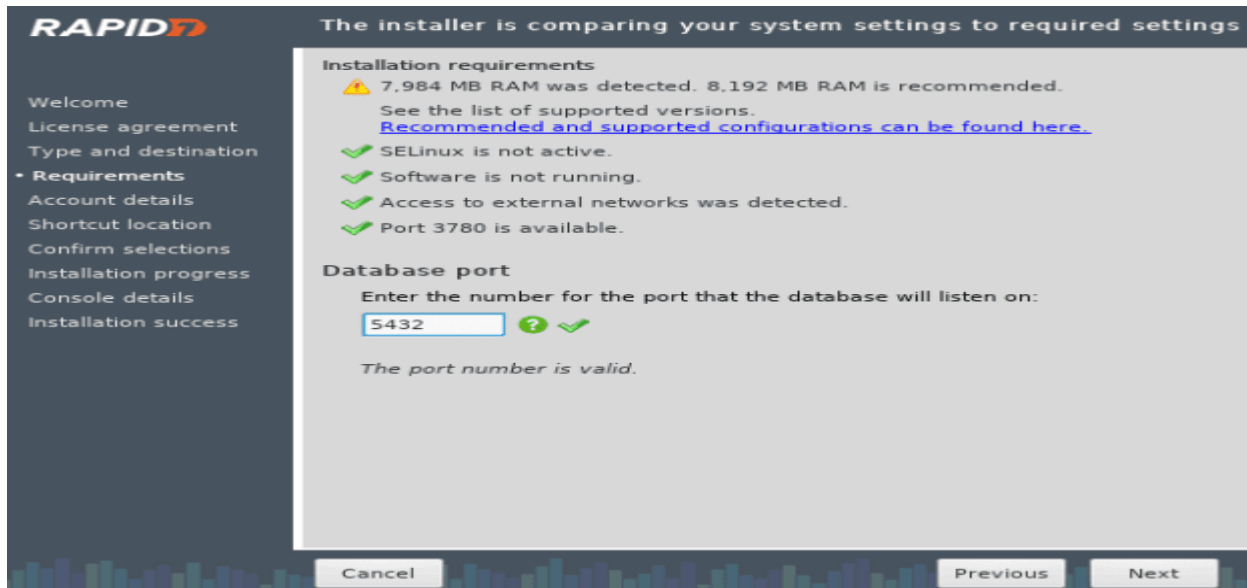 RAPID7
The installer is comparing your system settings to required settings
Welcome
License agreement
Type and destination
• Requirements
Account details
Shortcut location
Confirm selections
Installation progress
Console details
Installation success
Installation requirements
7,984 MB RAM was detected. 8,192 MB RAM is recommended.
See the list of supported versions.
Recommended and supported configurations can be found here.
SELinux is not active.
Software is not running.
Access to external networks was detected.
Port 3780 is available.
Database port
Enter the number for the port that the database will listen on:
5432 ?
The port number is valid.
Cancel
Previous
Next